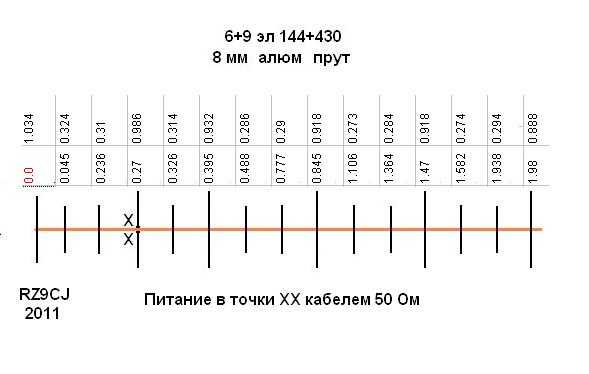 6+9 эл 144+430
8 мм алюм прут
1.034 0.324 0.31 0.986 0.314 0.932 0.286 0.29 0.918 0.273 0.284 0.918 0.274 0.294 0.888
0.0 0.045 0.236 0.27 0.326 0.395 0.488 0.777 0.845 1.106 1.364 1.47 1.582 1.938 1.98
X
X
RZ9CJ
2011
Питание в точки XX кабелем 50 Ом